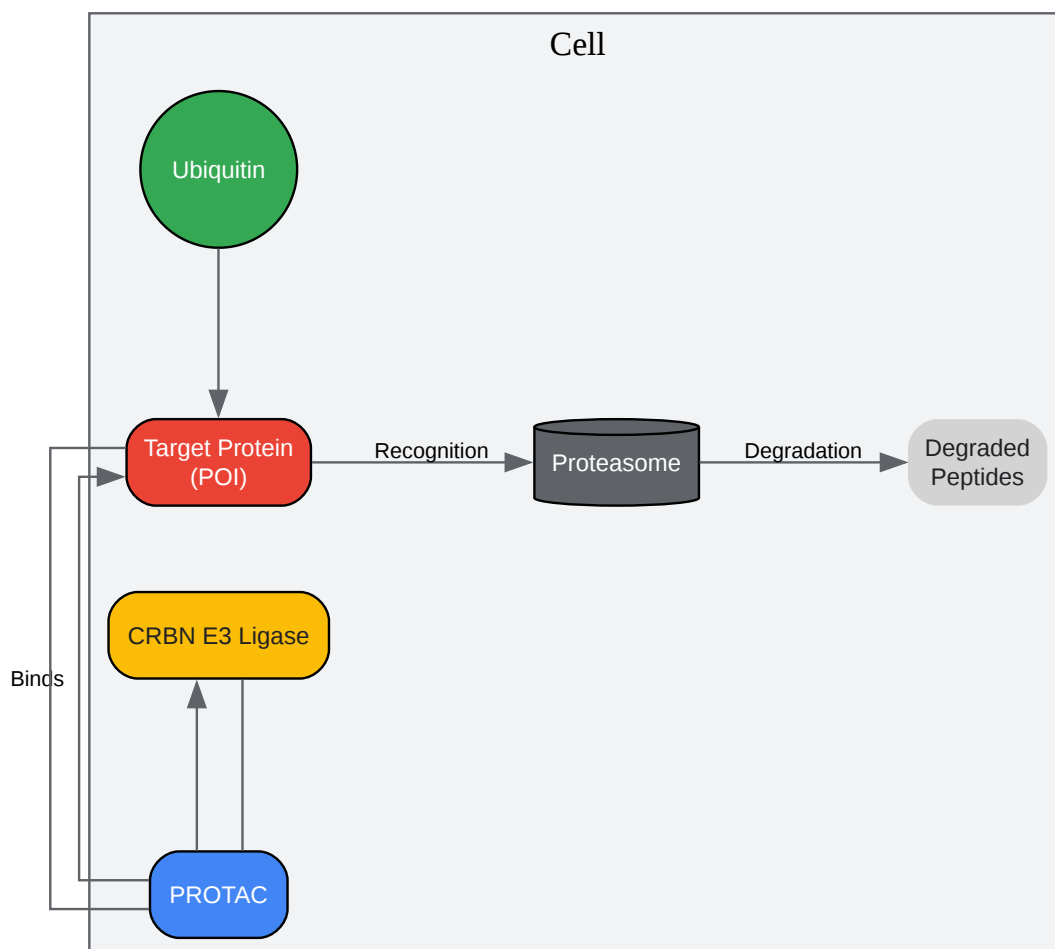 Cell
Ubiquitin
Target Protein
(POI)
Recognition
Proteasome
Degradation
Degraded
Peptides
CRBN E3 Ligase
Binds
PROTAC